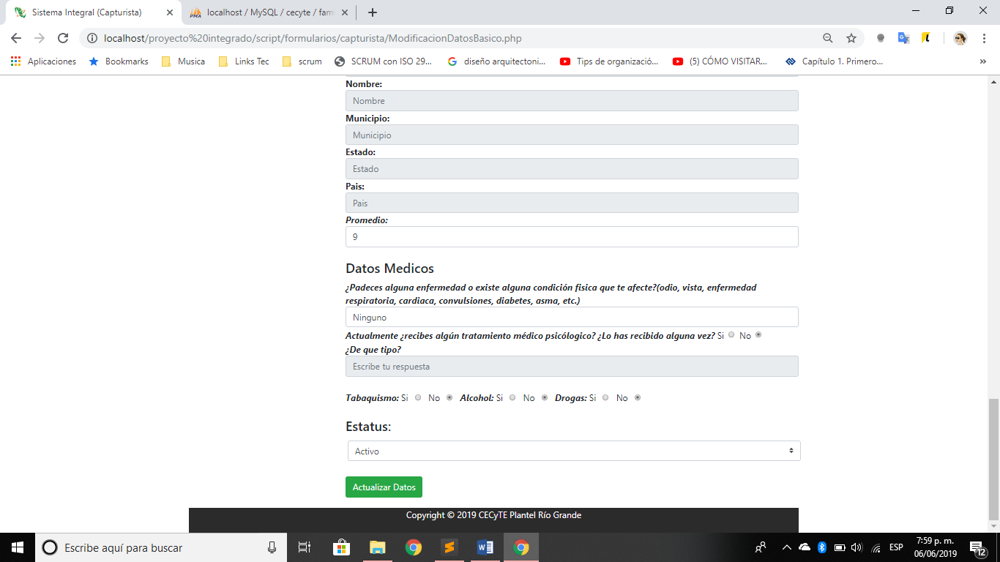 Sistema Integral (Capturista)
localhost / MySQL / cecyte / fam
localhost/proyecto%20integrado/script/formularios/capturista/ModificacionDatosBasico.php
Aplicaciones
Bookmarks
Musica
Links Tec
scrum
SCRUM con ISO 29...
diseño arquitectoni...
Tips de organizació...
(5) CÓMO VISITAR...
Capítulo 1. Primero...
Nombre:
Nombre
Municipio:
Municipio
Estado:
Estado
Pais:
Pais
Promedio:
9
Datos Medicos
¿Padeces alguna enfermedad o existe alguna condición fisica que te afecte?(odio, vista, enfermedad
respiratoria, cardiaca, convulsiones, diabetes, asma, etc.)
Ninguno
Actualmente ¿recibes algún tratamiento médico psicólogico? ¿Lo has recibido alguna vez? Si No
¿De que tipo?
Escribe tu respuesta
Tabaquismo: Si No Alcohol: Si No Drogas: Si No
Estatus:
Activo
Actualizar Datos
Copyright © 2019 CECyTE Plantel Río Grande
Escribe aquí para buscar
ESP
7:59 p. m.
06/06/2019
12